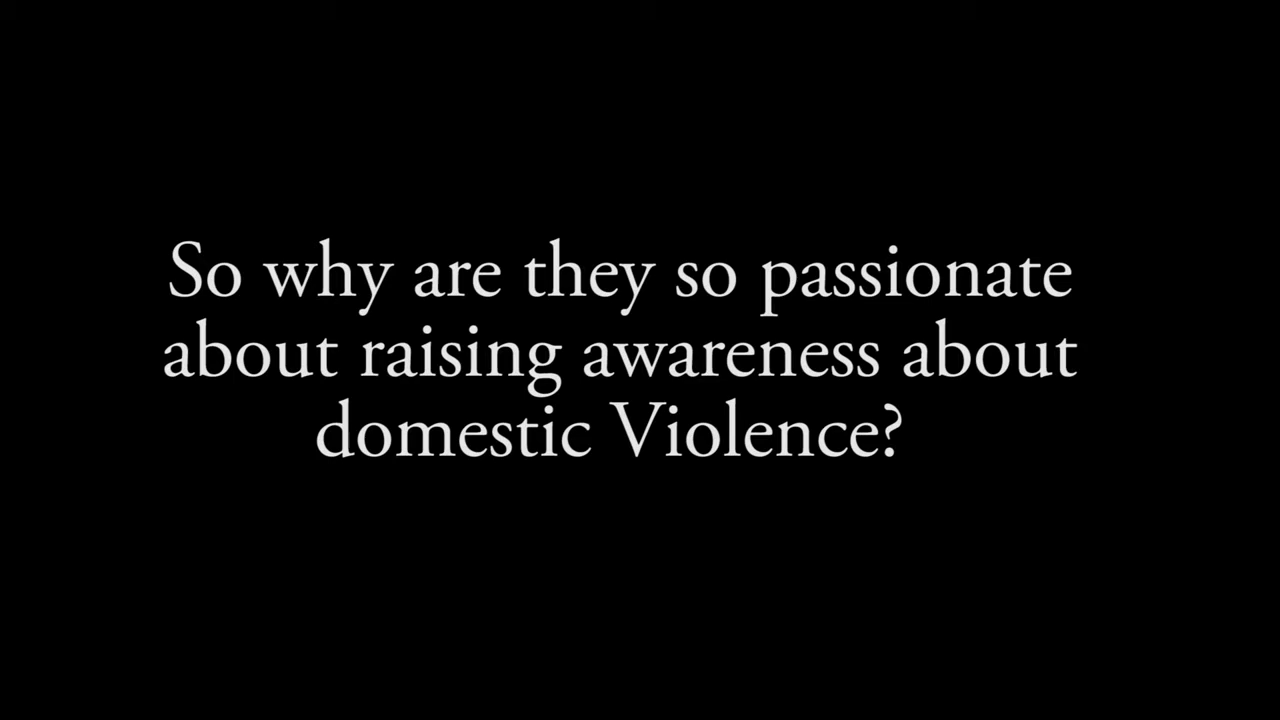 So why are they so passionate
about raising awareness about
domestic Violence?